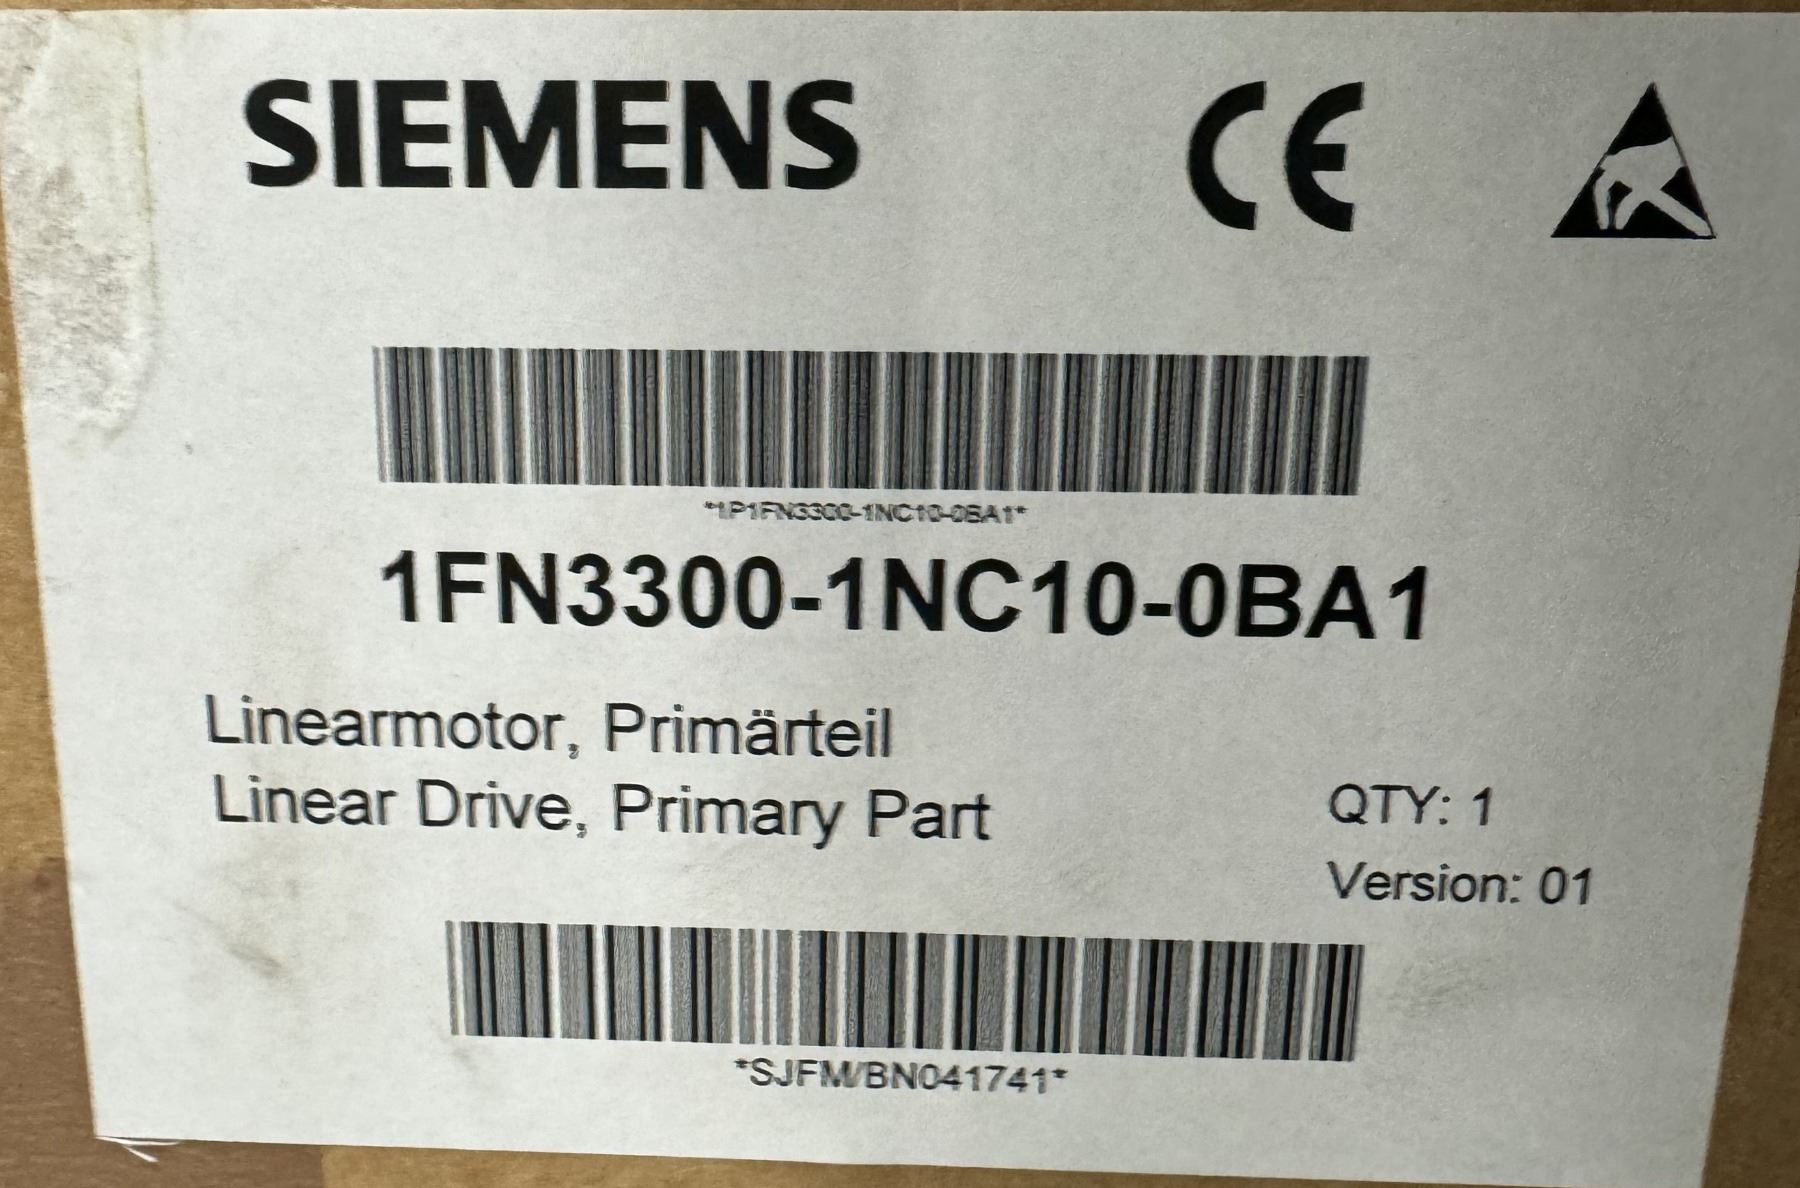 SIEMENS CE
*1P1FN3300-1NC10-0BA1*
1FN3300-1NC10-0BA1
Linearmotor, Primärteil
Linear Drive, Primary Part
QTY: 1
Version: 01
*SJFM/BN041741*